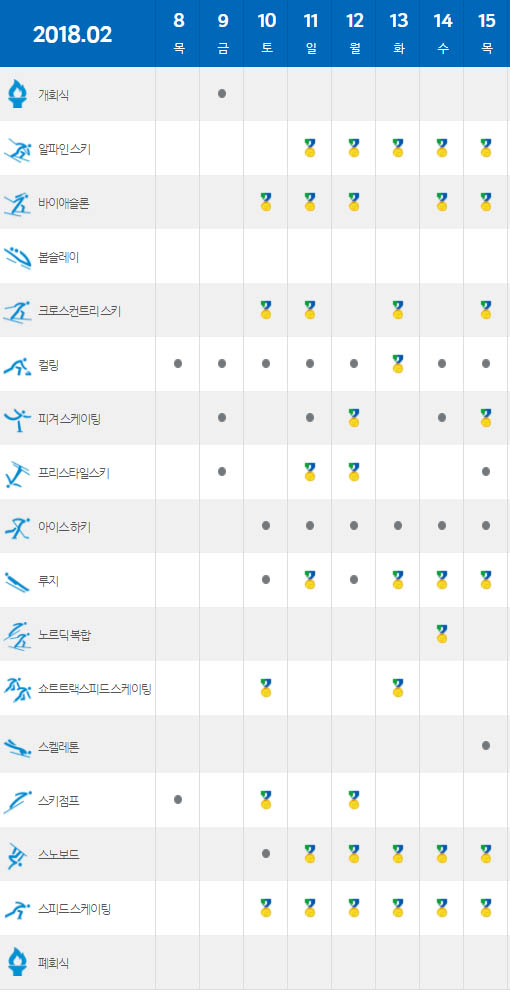 2018.02
8 9 10 11 12 13 14 15
목 금 토 일 월 화 수 목
개회식
알파인 스키
바이애슬론
봅슬레이
크로스컨트리 스키
컬링
피겨 스케이팅
프리스타일스키
아이스 하키
루지
노르딕 복합
쇼트트랙스피드 스케이팅
스켈레톤
스키점프
스노보드
스피드 스케이팅
폐회식